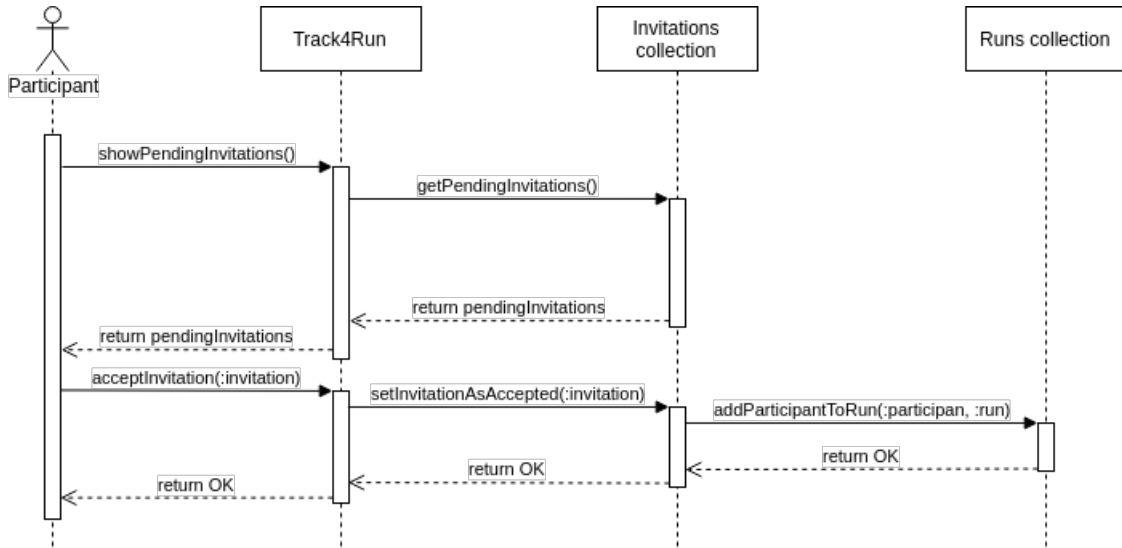 Track4Run
Invitations
collection
Runs collection
Participant
showPendingInvitations()
getPendingInvitations()
return pendingInvitations
return pendingInvitations
acceptInvitation(:invitation)
setInvitationAsAccepted(:invitation)
addParticipantToRun(:participan, :run)
return OK
return OK
return OK